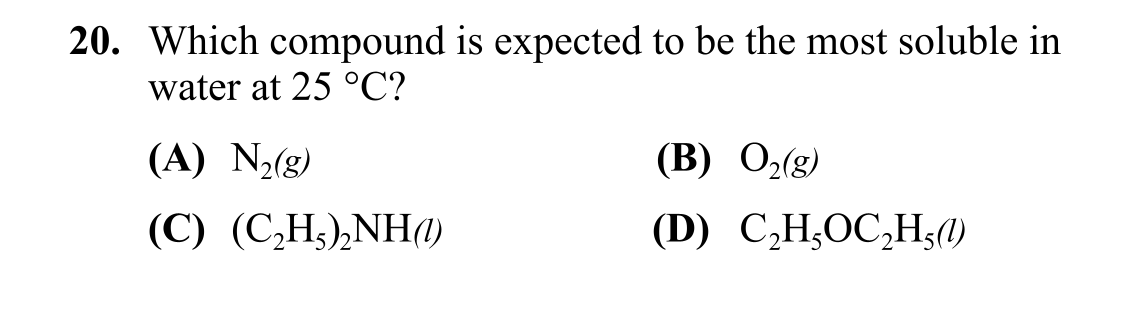 20. Which compound is expected to be the most soluble in
water at 25 °C?
(A) N₂(g) (B) O₂(g)
(C) (C₂H₅)₂NH(l) (D) C₂H₅OC₂H₅(l)